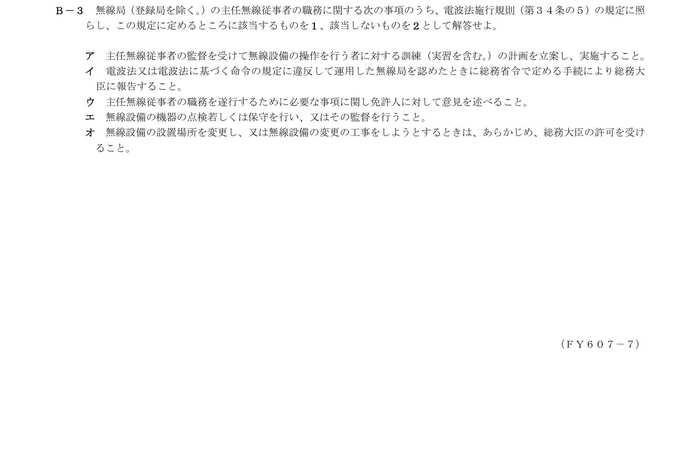 Ｂ－３　無線局（登録局を除く。）の主任無線従事者の職務に関する次の事項のうち、電波法施行規則（第３４条の５）の規定に照
らし、この規定に定めるところに該当するものを１、該当しないものを２として解答せよ。
ア　主任無線従事者の監督を受けて無線設備の操作を行う者に対する訓練（実習を含む。）の計画を立案し、実施すること。
イ　電波法又は電波法に基づく命令の規定に違反して運用した無線局を認めたときに総務省令で定める手続により総務大
臣に報告すること。
ウ　主任無線従事者の職務を遂行するために必要な事項に関し免許人に対して意見を述べること。
エ　無線設備の機器の点検若しくは保守を行い、又はその監督を行うこと。
オ　無線設備の設置場所を変更し、又は無線設備の変更の工事をしようとするときは、あらかじめ、総務大臣の許可を受け
ること。
（ＦＹ６０７－７）